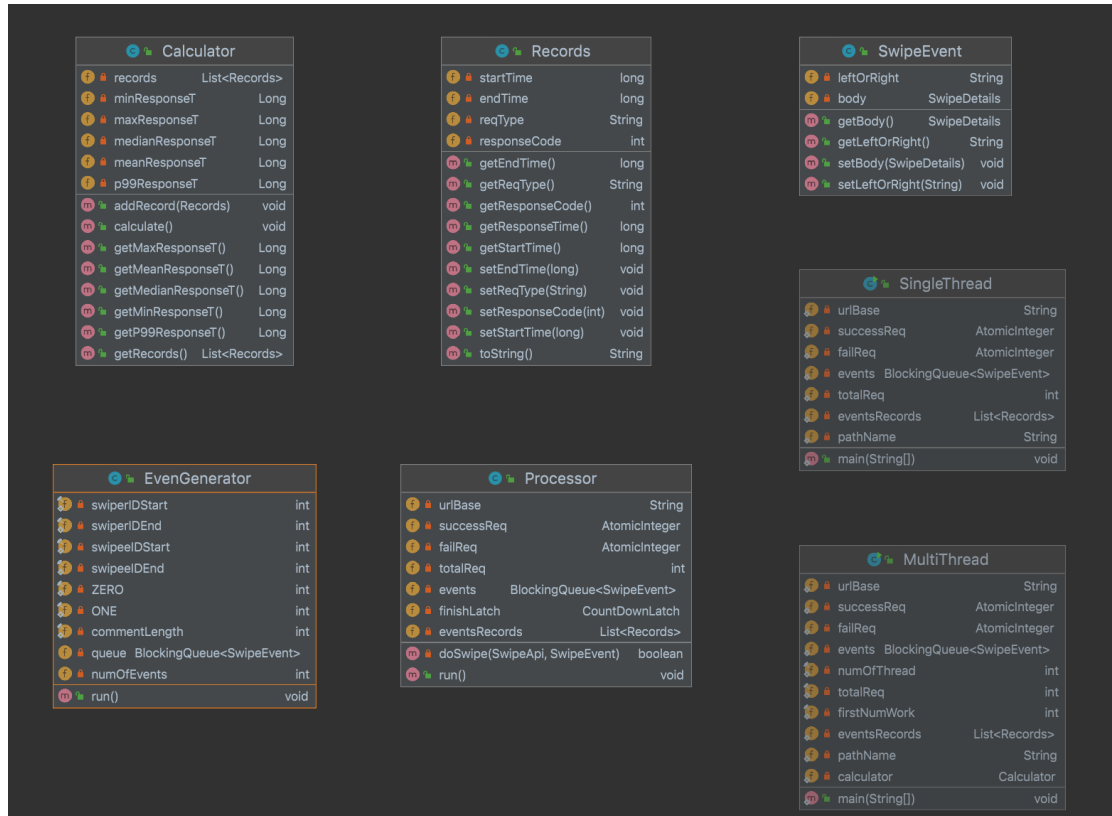 Calculator
records List<Records>
minResponseT Long
maxResponseT Long
medianResponseT Long
meanResponseT Long
p99ResponseT Long
addRecord(Records) void
calculate() void
getMaxResponseT() Long
getMeanResponseT() Long
getMedianResponseT() Long
getMinResponseT() Long
getP99ResponseT() Long
getRecords() List<Records>
Records
startTime long
endTime long
reqType String
responseCode int
getEndTime() long
getReqType() String
getResponseCode() int
getResponseTime() long
getStartTime() long
setEndTime(long) void
setReqType(String) void
setResponseCode(int) void
setStartTime(long) void
toString() String
SwipeEvent
leftOrRight String
body SwipeDetails
getBody() SwipeDetails
getLeftOrRight() String
setBody(SwipeDetails) void
setLeftOrRight(String) void
SingleThread
urlBase String
successReq AtomicInteger
failReq AtomicInteger
events BlockingQueue<SwipeEvent>
totalReq int
eventsRecords List<Records>
pathName String
main(String[]) void
EvenGenerator
swiperIDStart int
swiperIDEnd int
swipeeIDStart int
swipeeIDEnd int
ZERO int
ONE int
commentLength int
queue BlockingQueue<SwipeEvent>
numOfEvents int
run() void
Processor
urlBase String
successReq AtomicInteger
failReq AtomicInteger
totalReq int
events BlockingQueue<SwipeEvent>
finishLatch CountDownLatch
eventsRecords List<Records>
doSwipe(SwipeApi, SwipeEvent) boolean
run() void
MultiThread
urlBase String
successReq AtomicInteger
failReq AtomicInteger
events BlockingQueue<SwipeEvent>
numOfThread int
totalReq int
firstNumWork int
eventsRecords List<Records>
pathName String
calculator Calculator
main(String[]) void